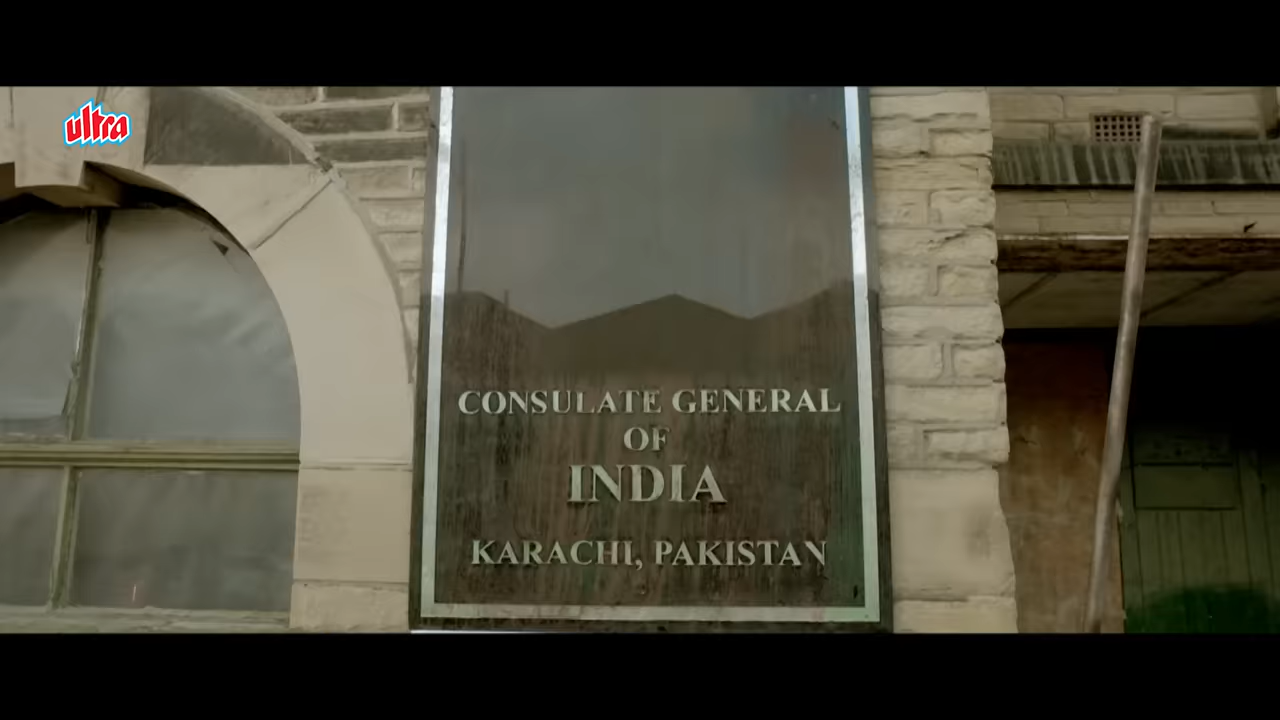 ultra
CONSULATE GENERAL
OF
INDIA
KARACHI, PAKISTAN